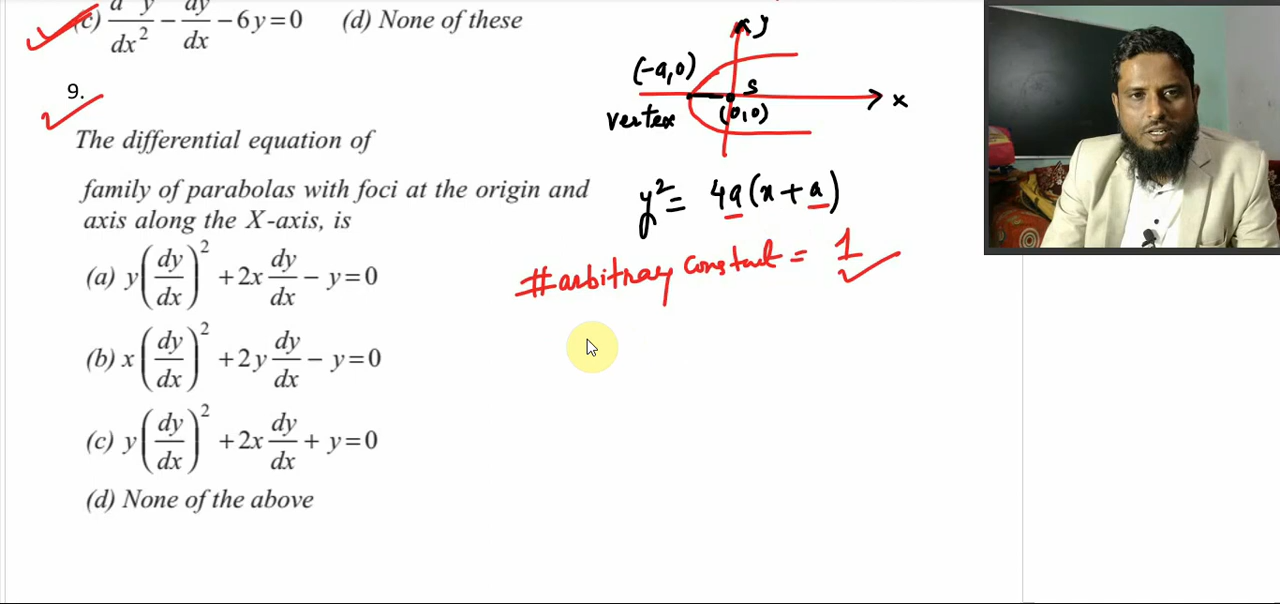 (c) d²y/dx² − dy/dx − 6y=0 (d) None of these
9.
The differential equation of
family of parabolas with foci at the origin and
axis along the X-axis, is
(a) y(dy/dx)² + 2x dy/dx − y=0
(b) x(dy/dx)² + 2y dy/dx − y=0
(c) y(dy/dx)² + 2x dy/dx + y=0
(d) None of the above
y
(-a,0)
S
x
vertex
(0,0)
y² = 4a(x+a)
#arbitrary constant = 1